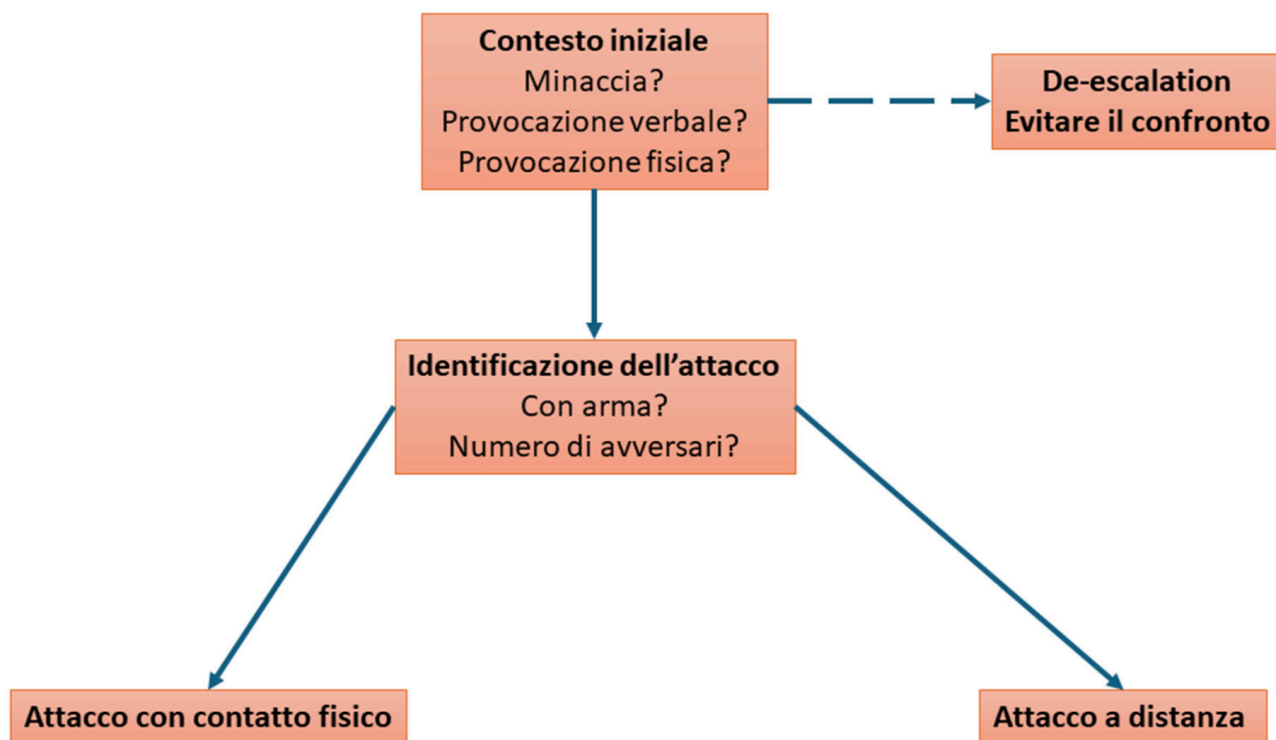 Contesto iniziale
Minaccia?
Provocazione verbale?
Provocazione fisica?
De-escalation
Evitare il confronto
Identificazione dell’attacco
Con arma?
Numero di avversari?
Attacco con contatto fisico
Attacco a distanza